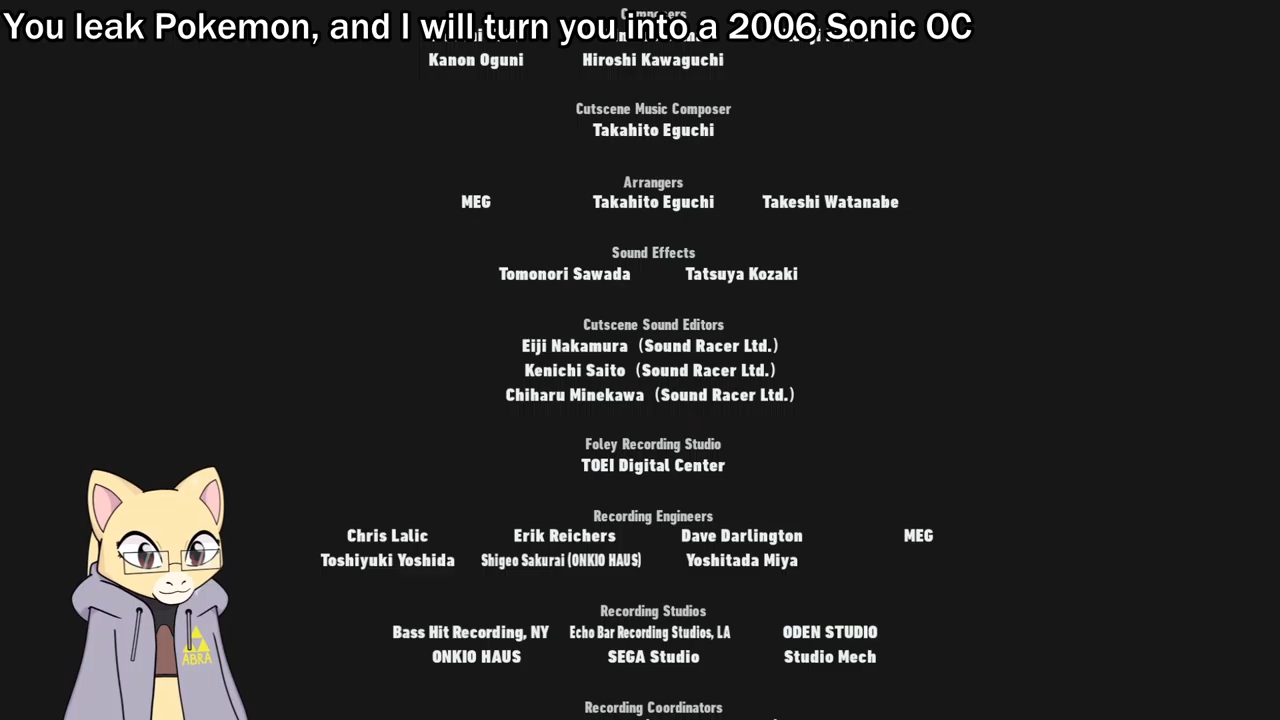 You leak Pokemon, and I will turn you into a 2006 Sonic OC
Composers
Kanon Oguni Hiroshi Kawaguchi
Cutscene Music Composer
Takahito Eguchi
Arrangers
MEG Takahito Eguchi Takeshi Watanabe
Sound Effects
Tomonori Sawada Tatsuya Kozaki
Cutscene Sound Editors
Eiji Nakamura (Sound Racer Ltd.)
Kenichi Saito (Sound Racer Ltd.)
Chiharu Minekawa (Sound Racer Ltd.)
Foley Recording Studio
TOEI Digital Center
Recording Engineers
Chris Lalic Erik Reichers Dave Darlington MEG
Toshiyuki Yoshida Shigeo Sakurai (ONKIO HAUS) Yoshitada Miya
Recording Studios
Bass Hit Recording, NY Echo Bar Recording Studios, LA ODEN STUDIO
ONKIO HAUS SEGA Studio Studio Mech
Recording Coordinators
ABRA